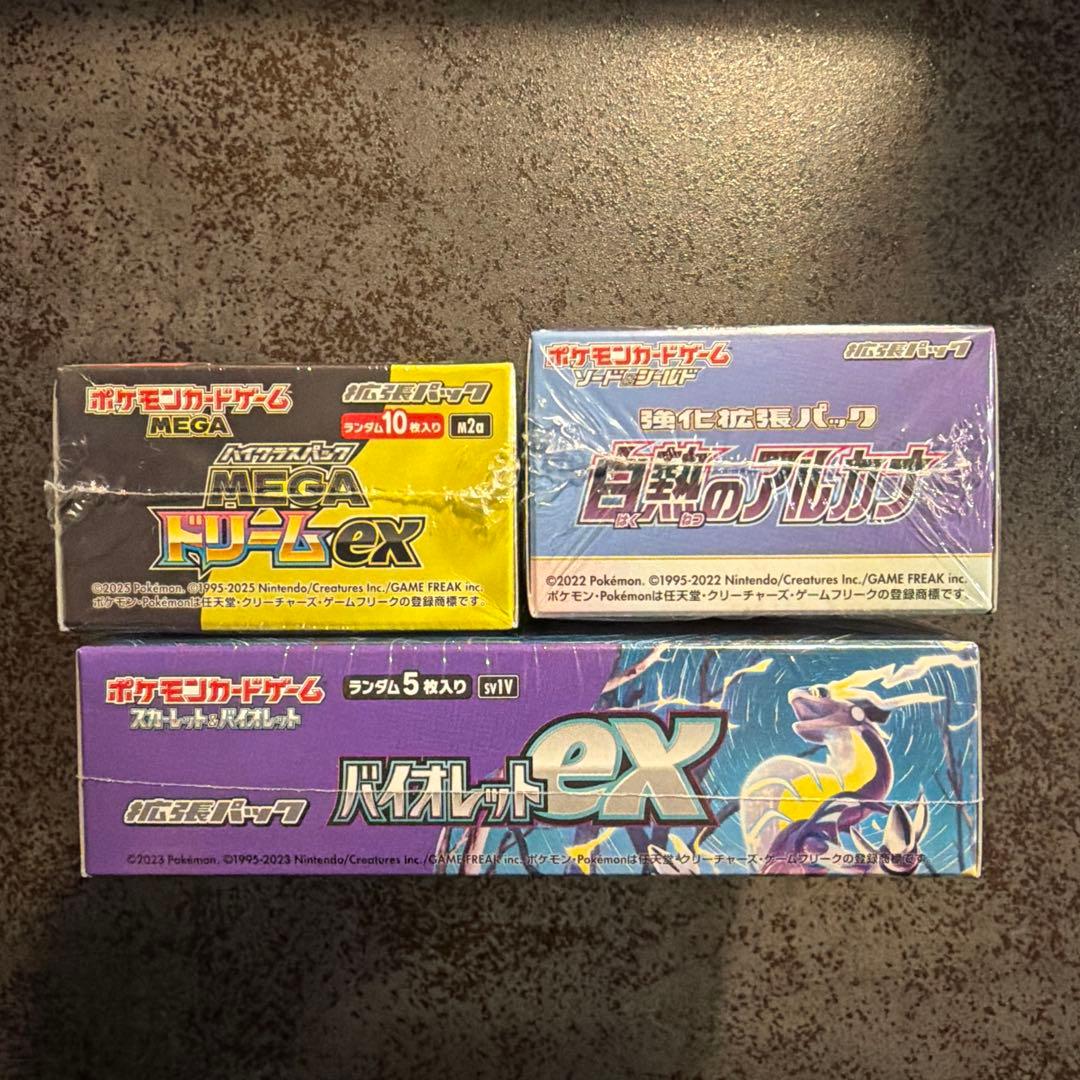 ポケモンカードゲーム
MEGA
拡張パック
ランダム10枚入り
M2a
ハイクラスパック
MEGA
ドリームex
©2025 Pokémon. ©1995-2025 Nintendo/Creatures Inc./GAME FREAK inc.
ポケモン・Pokémonは任天堂・クリーチャーズ・ゲームフリークの登録商標です。
ポケモンカードゲーム
ソード&シールド
拡張パック
強化拡張パック
白熱のアルカナ
はく ねつ
©2022 Pokémon. ©1995-2022 Nintendo/Creatures Inc./GAME FREAK inc.
ポケモン・Pokémonは任天堂・クリーチャーズ・ゲームフリークの登録商標です。
ポケモンカードゲーム
スカーレット&バイオレット
ランダム5枚入り
SV1V
バイオレットex
拡張パック
©2023 Pokémon. ©1995-2023 Nintendo/Creatures Inc./GAME FREAK inc. ポケモン・Pokémonは任天堂・クリーチャーズ・ゲームフリークの登録商標です。